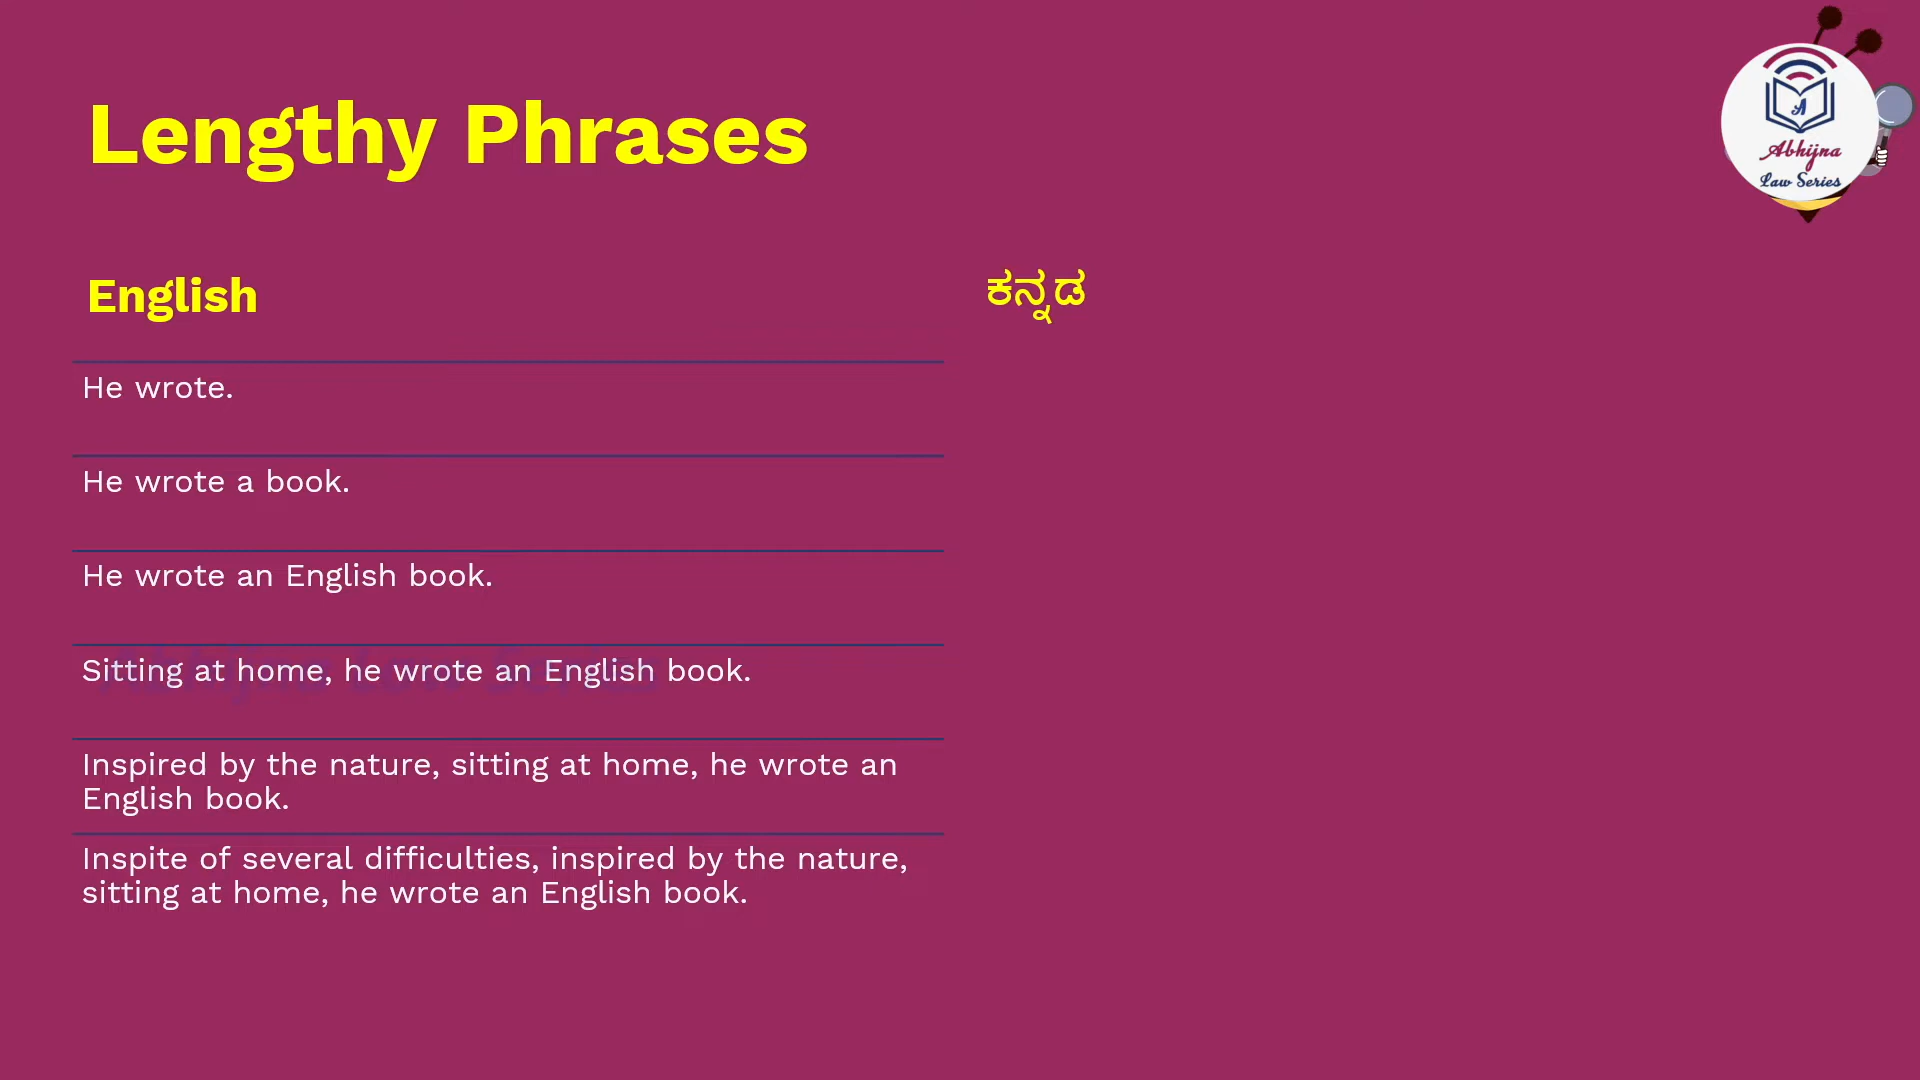 Lengthy Phrases
A
Abhijna
Law Series
English
ಕನ್ನಡ
He wrote.
He wrote a book.
He wrote an English book.
Sitting at home, he wrote an English book.
Inspired by the nature, sitting at home, he wrote an
English book.
Inspite of several difficulties, inspired by the nature,
sitting at home, he wrote an English book.